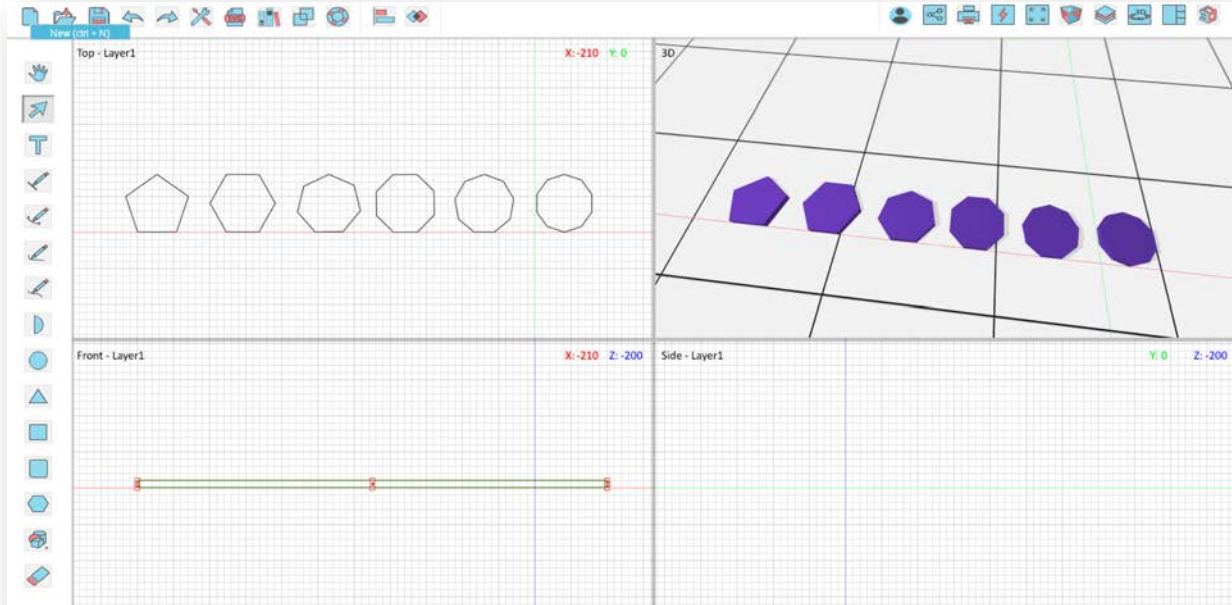 New (ctrl + N)
Top - Layer1
X: -210 Y: 0
3D
Front - Layer1
X: -210 Z: -200
Side - Layer1
Y: 0 Z: -200